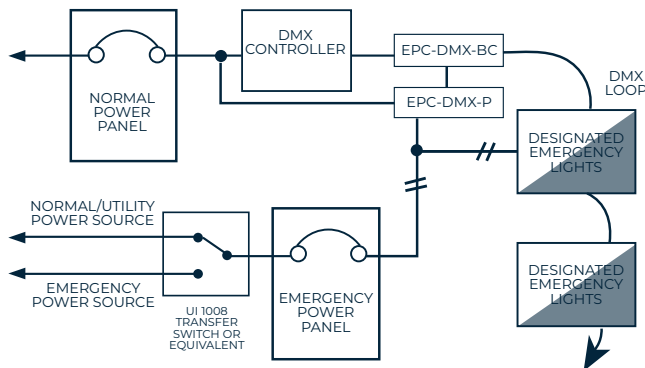 DMX
CONTROLLER
EPC-DMX-BC
DMX
LOOP
NORMAL
POWER
PANEL
EPC-DMX-P
DESIGNATED
EMERGENCY
LIGHTS
NORMAL/UTILITY
POWER SOURCE
EMERGENCY
POWER SOURCE
UI 1008
TRANSFER
SWITCH OR
EQUIVALENT
EMERGENCY
POWER
PANEL
DESIGNATED
EMERGENCY
LIGHTS